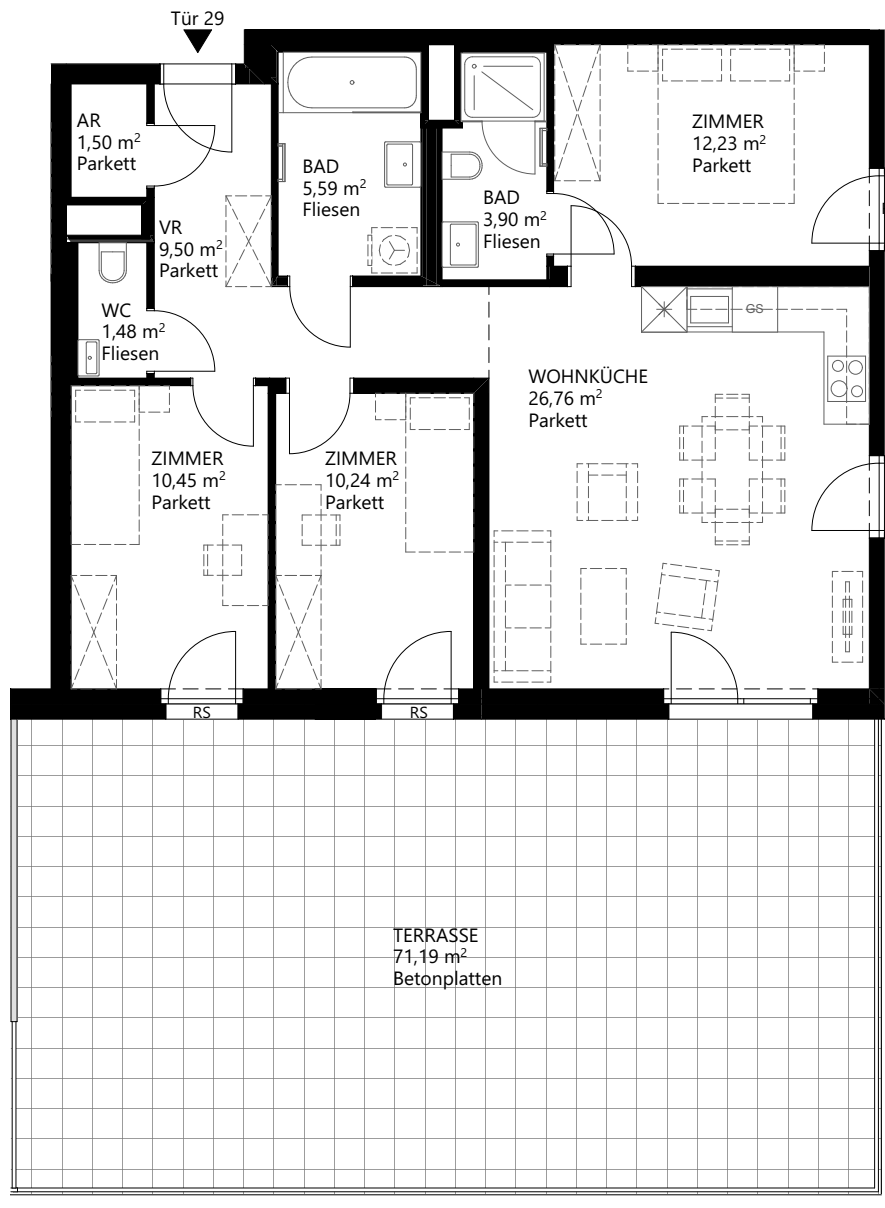 Tür 29
AR
1,50 m²
Parkett
BAD
5,59 m²
Fliesen
ZIMMER
12,23 m²
Parkett
BAD
3,90 m²
Fliesen
VR
9,50 m²
Parkett
WC
1,48 m²
Fliesen
GS
WOHNKÜCHE
26,76 m²
Parkett
ZIMMER
10,45 m²
Parkett
ZIMMER
10,24 m²
Parkett
RS
RS
TERRASSE
71,19 m²
Betonplatten